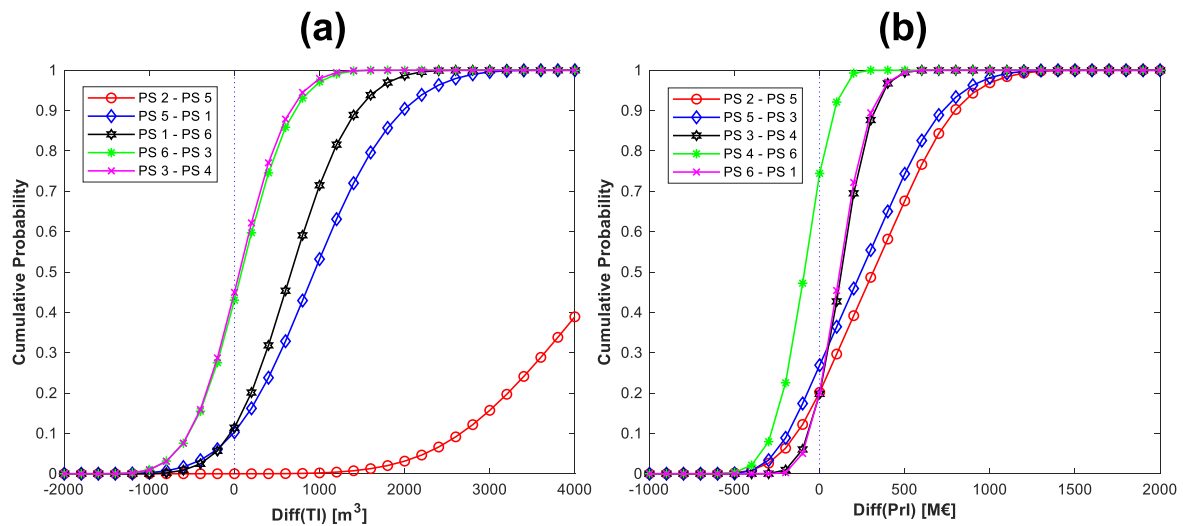 (a)
1
0.9
0.8
0.7
0.6
0.5
0.4
0.3
0.2
0.1
0
-2000 -1000 0 1000 2000 3000 4000
Cumulative Probability
Diff(TI) [m³]
PS 2 - PS 5
PS 5 - PS 1
PS 1 - PS 6
PS 6 - PS 3
PS 3 - PS 4
(b)
1
0.9
0.8
0.7
0.6
0.5
0.4
0.3
0.2
0.1
0
-1000 -500 0 500 1000 1500 2000
Cumulative Probability
Diff(PrI) [M€]
PS 2 - PS 5
PS 5 - PS 3
PS 3 - PS 4
PS 4 - PS 6
PS 6 - PS 1